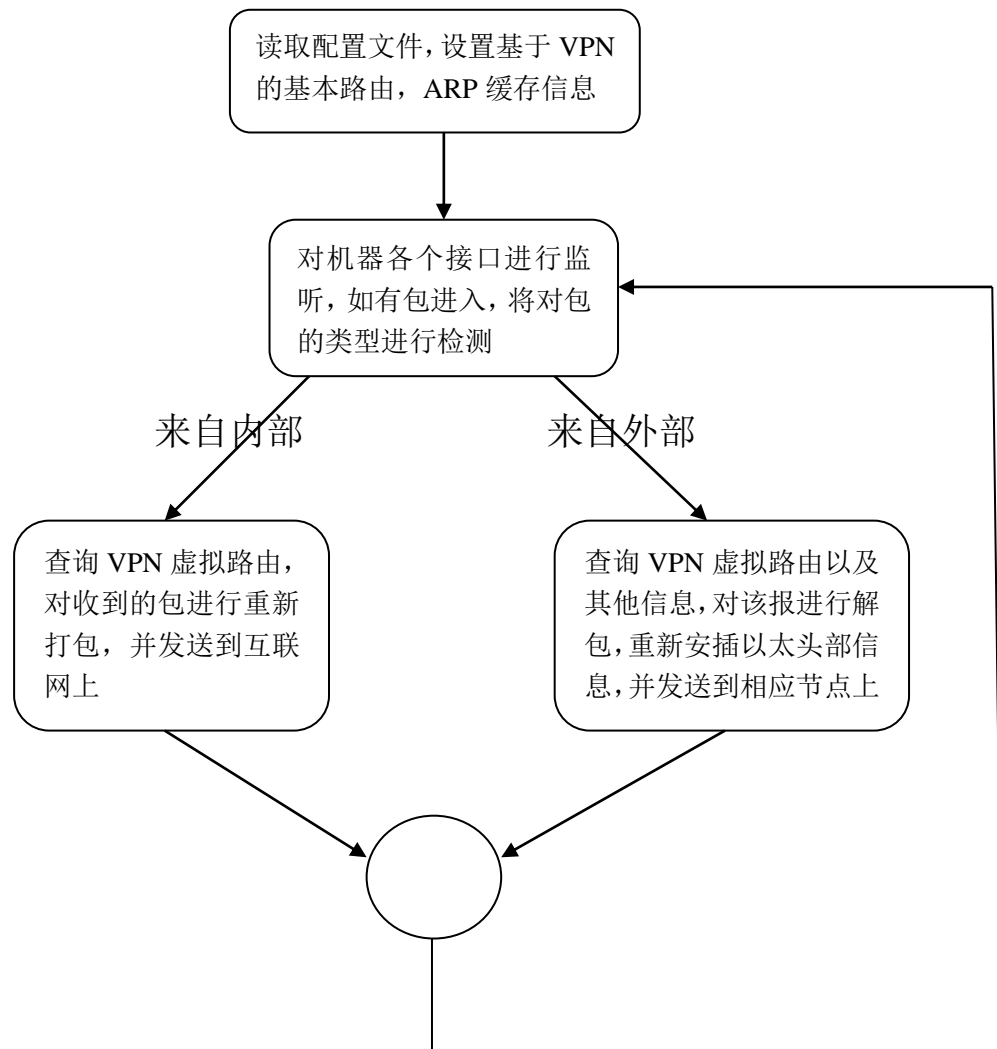 读取配置文件，设置基于 VPN
的基本路由，ARP 缓存信息
对机器各个接口进行监
听，如有包进入，将对包
的类型进行检测
来自内部
来自外部
查询 VPN 虚拟路由，
对收到的包进行重新
打包，并发送到互联
网上
查询 VPN 虚拟路由以及
其他信息，对该报进行解
包，重新安插以太头部信
息，并发送到相应节点上